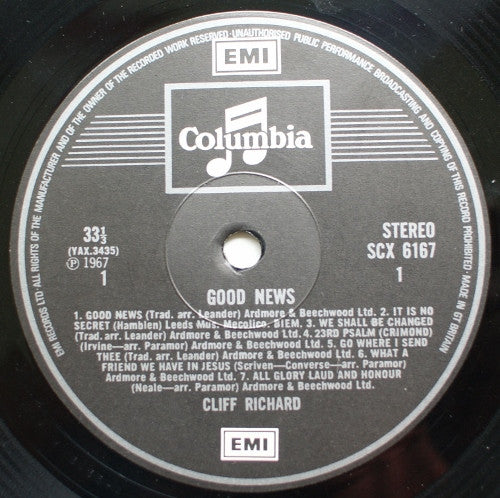 EMI RECORDS LTD ALL RIGHTS OF THE MANUFACTURER AND OF THE OWNER OF THE RECORDED WORK RESERVED·UNAUTHORISED PUBLIC PERFORMANCE BROADCASTING AND COPYING OF THIS RECORD PROHIBITED MADE IN GT BRITAIN
EMI
Columbia
33⅓
(YAX.3435)
Ⓟ 1967
1
STEREO
SCX 6167
1
GOOD NEWS
1. GOOD NEWS (Trad. arr. Leander) Ardmore & Beechwood Ltd. 2. IT IS NO
SECRET (Hamblen) Leeds Mus. Mecolico. BIEM. 3. WE SHALL BE CHANGED
(Trad. arr. Leander) Ardmore & Beechwood Ltd. 4. 23RD PSALM (CRIMOND)
(Irvine—arr. Paramor) Ardmore & Beechwood Ltd. 5. GO WHERE I SEND
THEE (Trad. arr. Leander) Ardmore & Beechwood Ltd. 6. WHAT A
FRIEND WE HAVE IN JESUS (Scriven—Converse—arr. Paramor)
Ardmore & Beechwood Ltd. 7. ALL GLORY LAUD AND HONOUR
(Neale—arr. Paramor) Ardmore & Beechwood Ltd.
CLIFF RICHARD
EMI